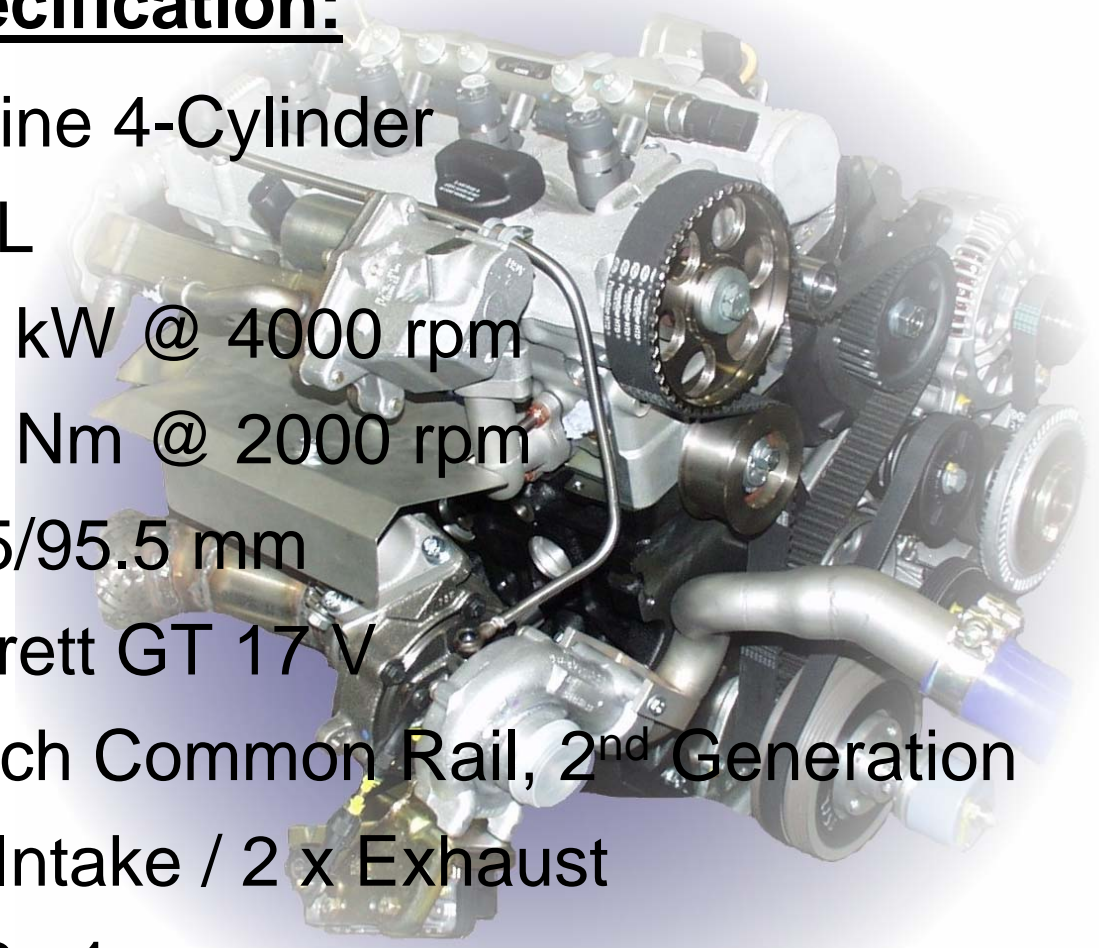 ecification:
ine 4-Cylinder
L
kW @ 4000 rpm
Nm @ 2000 rpm
5/95.5 mm
rett GT 17 V
ch Common Rail, 2nd Generation
Intake / 2 x Exhaust